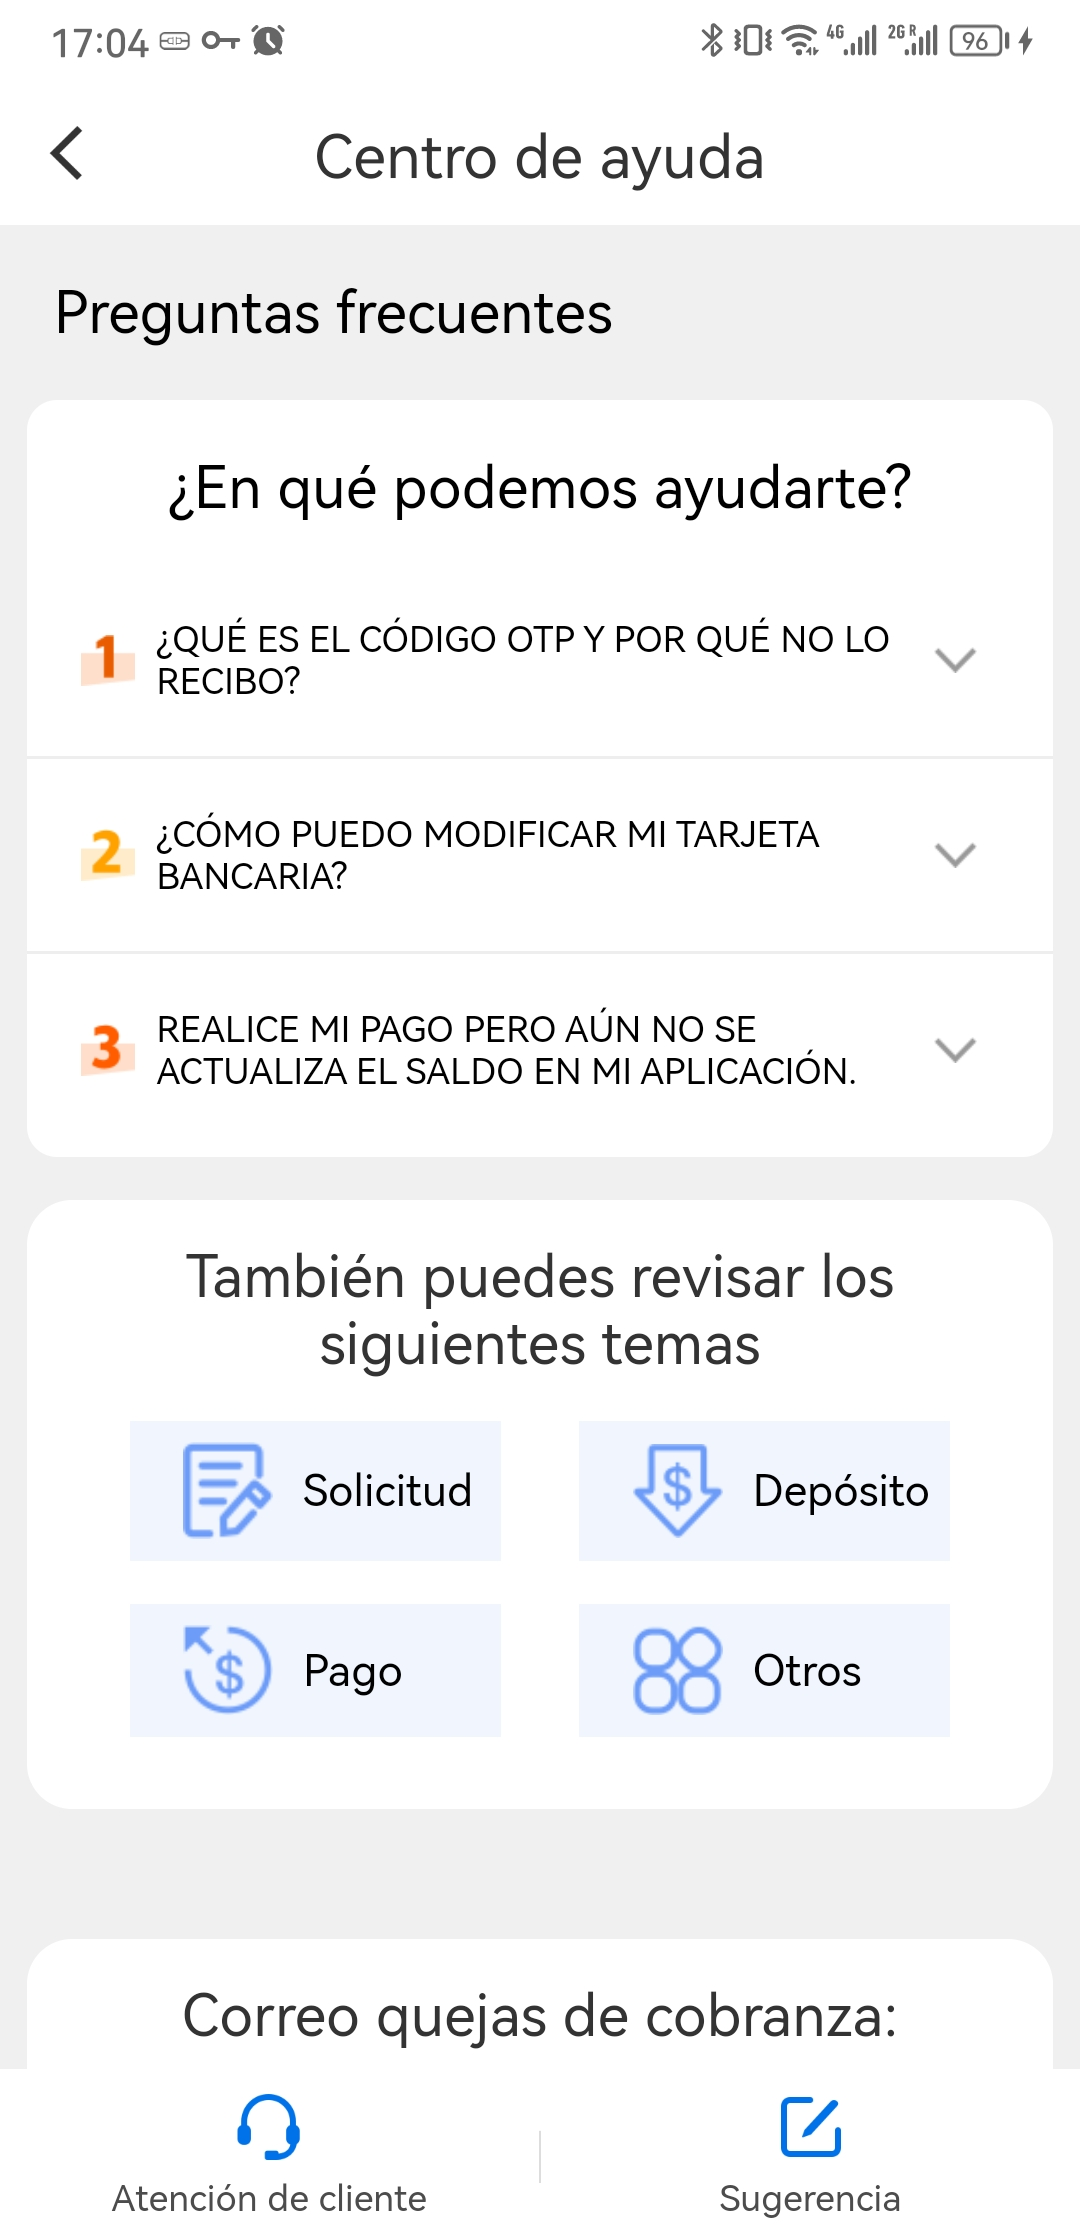 17:04
4G 2G R 96
Centro de ayuda
Preguntas frecuentes
¿En qué podemos ayudarte?
1 ¿QUÉ ES EL CÓDIGO OTP Y POR QUÉ NO LO
RECIBO?
2 ¿CÓMO PUEDO MODIFICAR MI TARJETA
BANCARIA?
3 REALICE MI PAGO PERO AÚN NO SE
ACTUALIZA EL SALDO EN MI APLICACIÓN.
También puedes revisar los
siguientes temas
Solicitud
$ Depósito
$ Pago
Otros
Correo quejas de cobranza:
Atención de cliente
Sugerencia